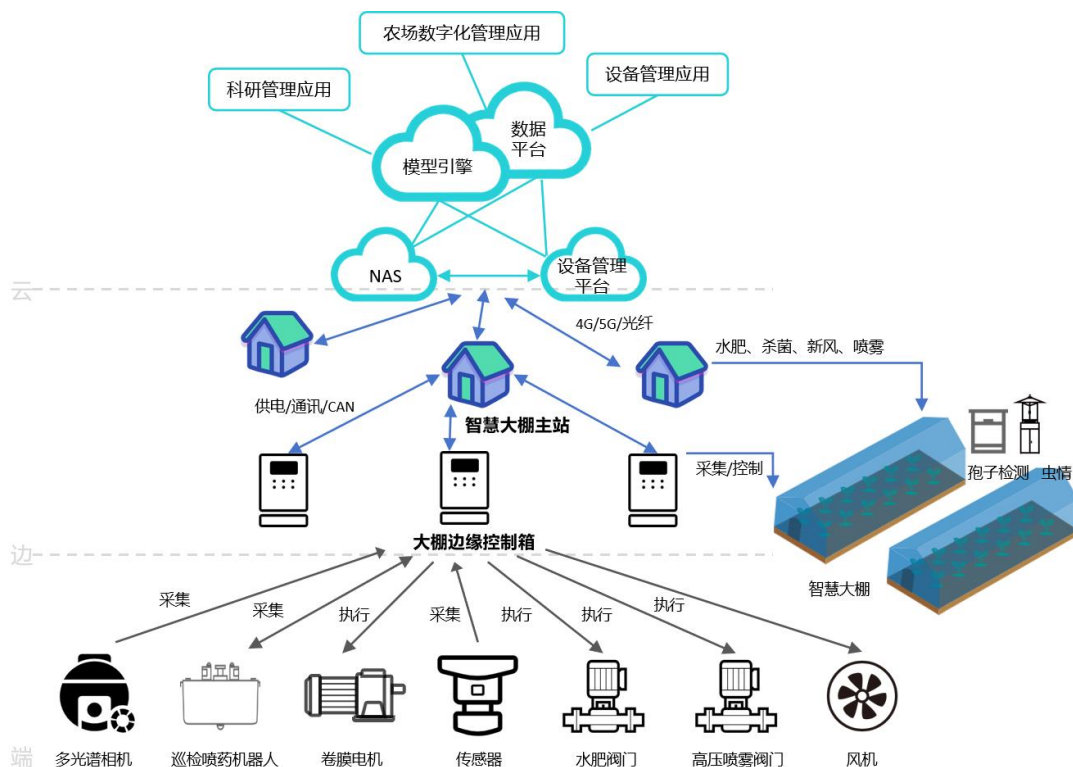 农场数字化管理应用
科研管理应用
设备管理应用
数据
平台
模型引擎
NAS
设备管理
平台
云
4G/5G/光纤
水肥、杀菌、新风、喷雾
供电/通讯/CAN
智慧大棚主站
采集/控制
孢子检测
虫情
大棚边缘控制箱
边
智慧大棚
采集
采集
执行
采集
执行
执行
执行
端
多光谱相机
巡检喷药机器人
卷膜电机
传感器
水肥阀门
高压喷雾阀门
风机